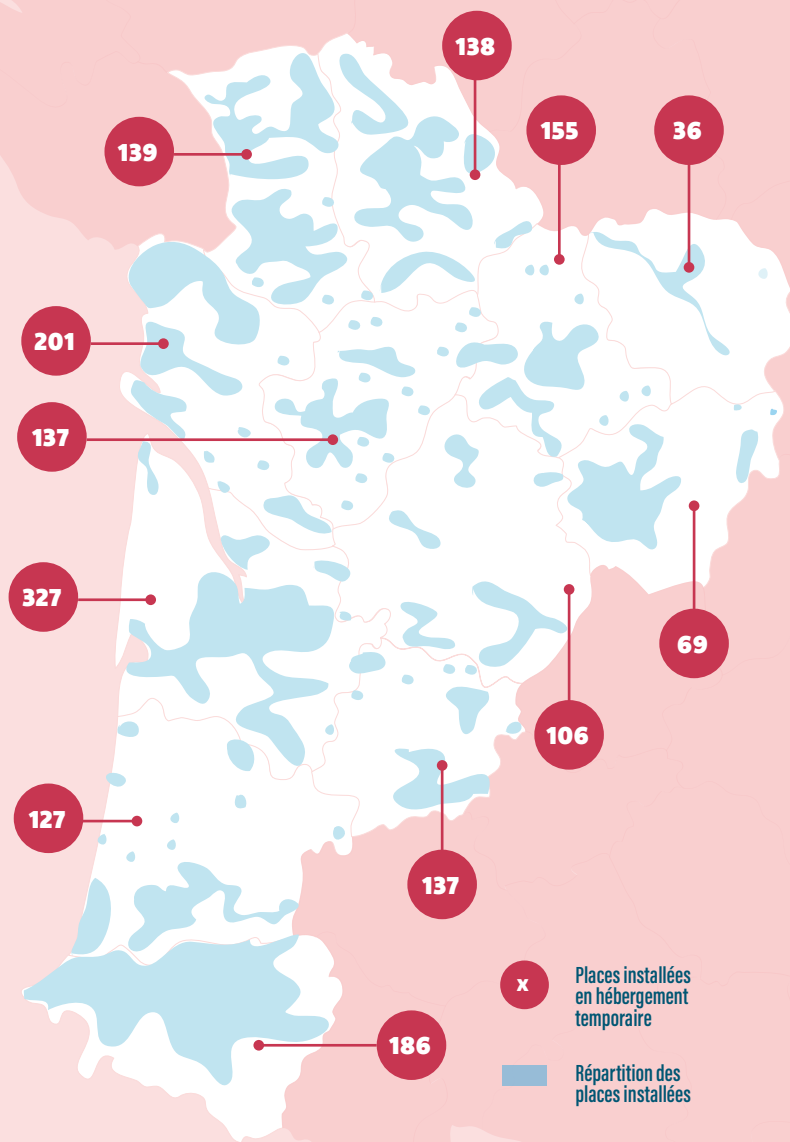 138
155
36
139
201
137
327
69
106
127
137
186
x
Places installées
en hébergement
temporaire
Répartition des
places installées